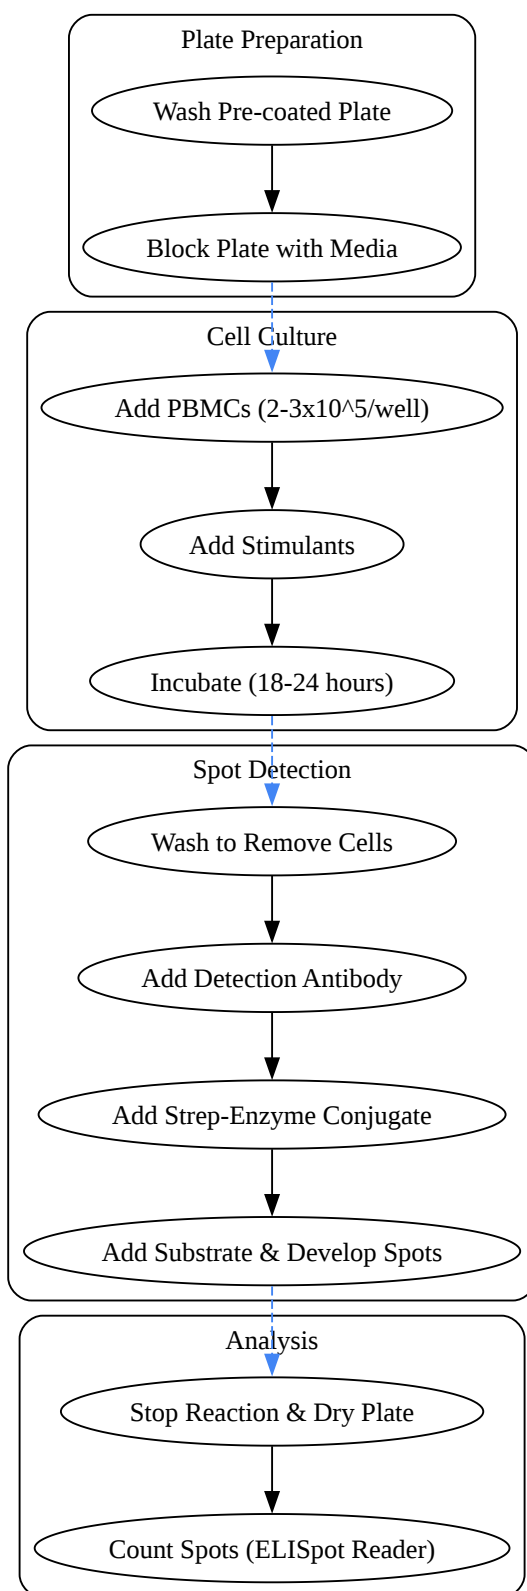 Plate Preparation
Wash Pre-coated Plate
Block Plate with Media
Cell Culture
Add PBMCs (2-3x10^5/well)
Add Stimulants
Incubate (18-24 hours)
Spot Detection
Wash to Remove Cells
Add Detection Antibody
Add Strep-Enzyme Conjugate
Add Substrate & Develop Spots
Analysis
Stop Reaction & Dry Plate
Count Spots (ELISpot Reader)